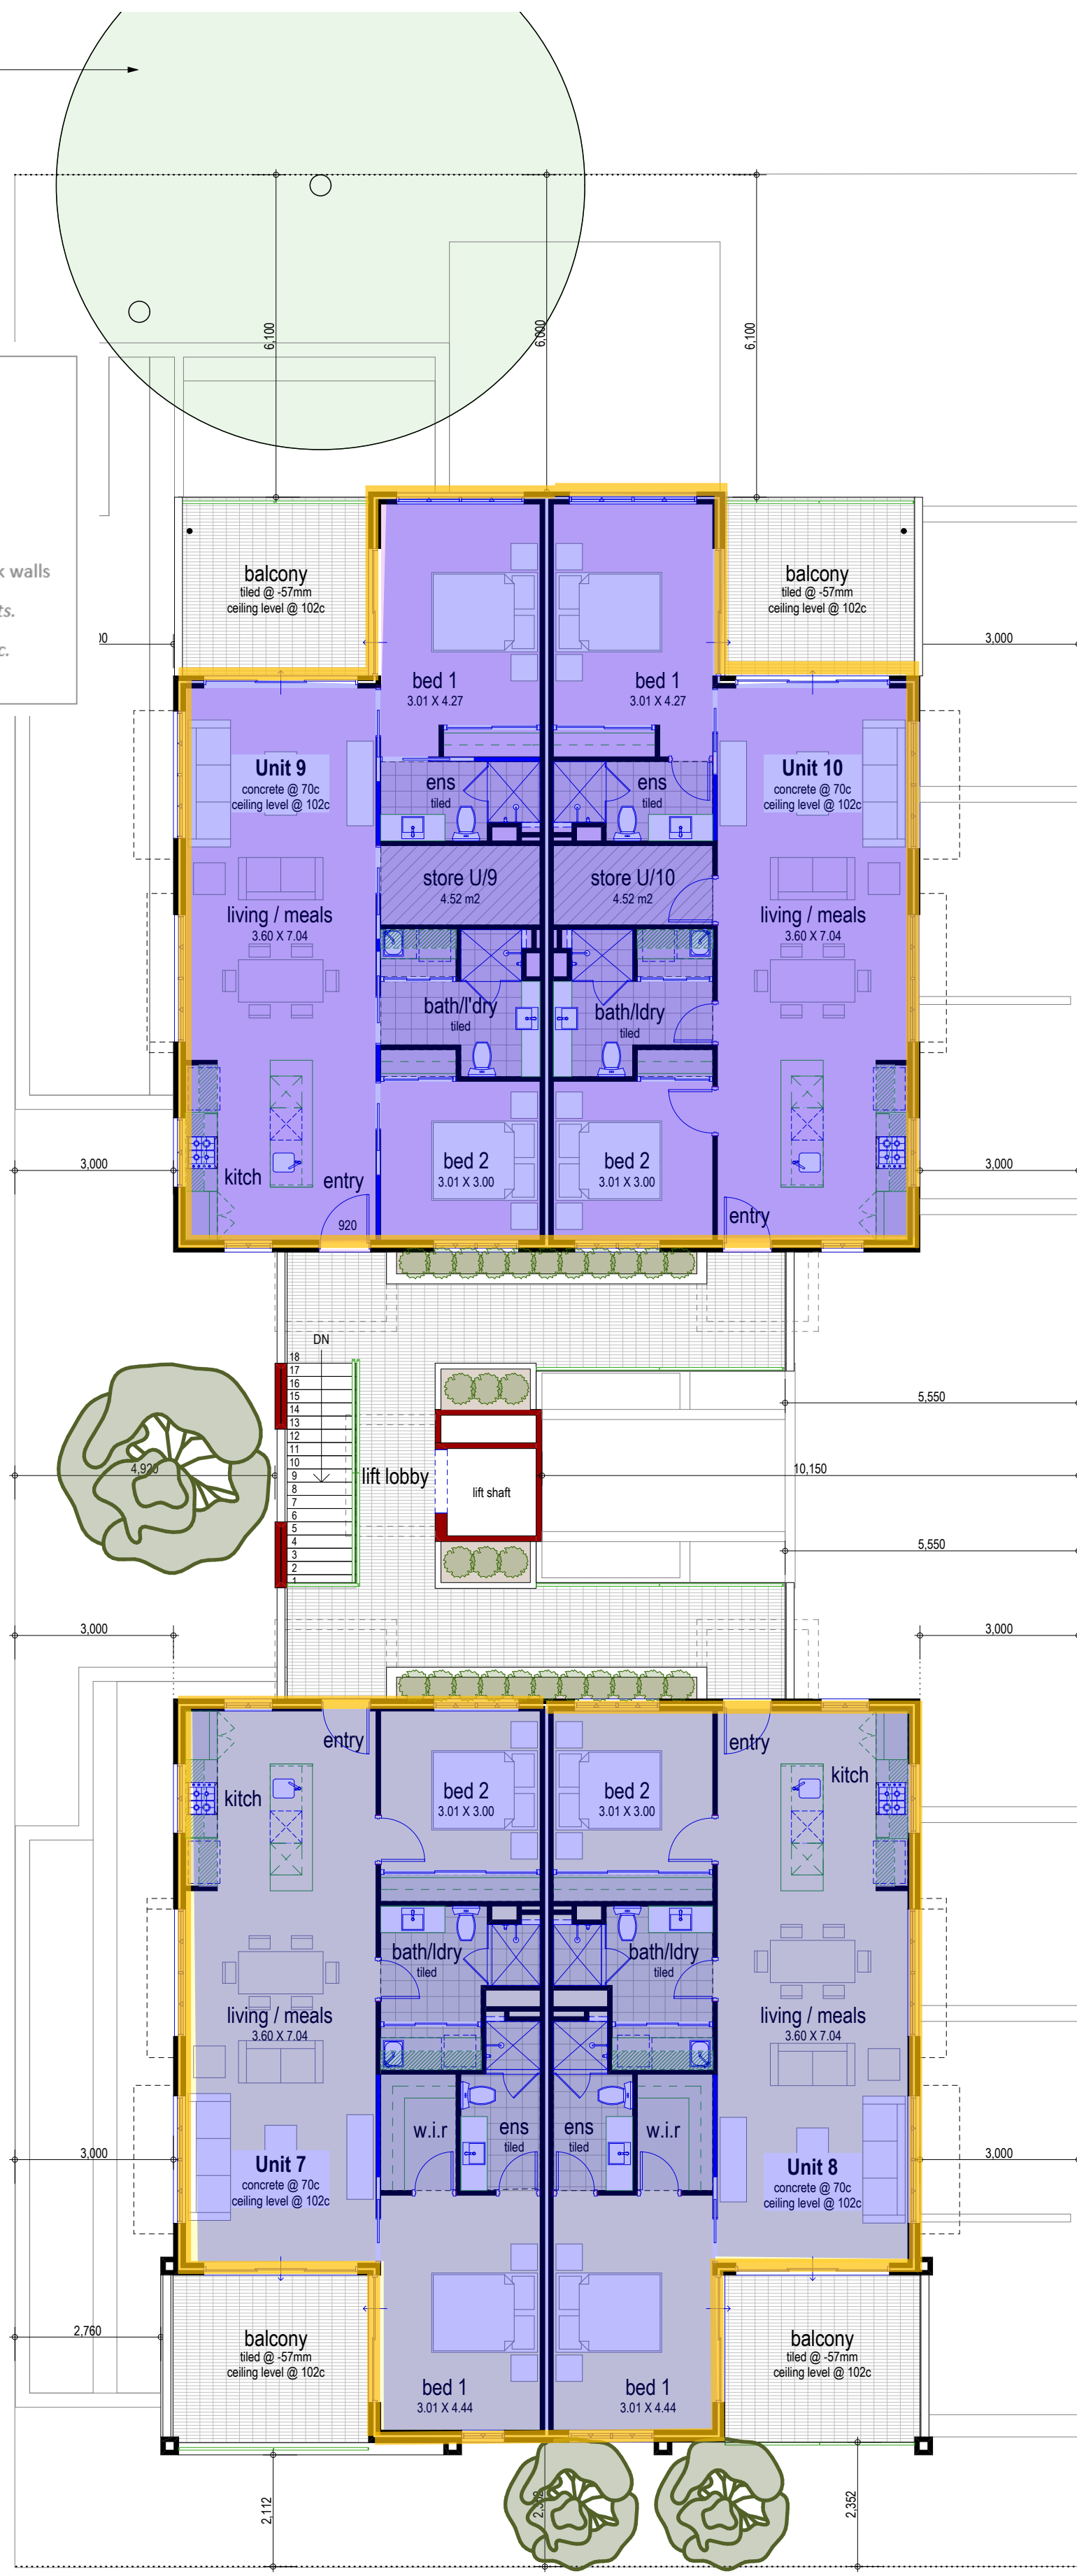 6,100
6,000
6,100
k walls
ts.
c.
balcony
tiled @ -57mm
ceiling level @ 102c
balcony
tiled @ -57mm
ceiling level @ 102c
3,000
bed 1
3.01 X 4.27
bed 1
3.01 X 4.27
Unit 9
concrete @ 70c
ceiling level @ 102c
ens
tiled
ens
tiled
Unit 10
concrete @ 70c
ceiling level @ 102c
store U/9
4.52 m2
store U/10
4.52 m2
living / meals
3.60 X 7.04
living / meals
3.60 X 7.04
bath/l'dry
tiled
bath/ldry
tiled
3,000
kitch
entry
920
bed 2
3.01 X 3.00
bed 2
3.01 X 3.00
entry
3,000
DN
18
17
16
15
14
13
12
11
10
9
8
7
6
5
4
3
2
1
4,920
lift lobby
lift shaft
5,550
10,150
5,550
3,000
3,000
entry
entry
kitch
bed 2
3.01 X 3.00
bed 2
3.01 X 3.00
kitch
bath/ldry
tiled
bath/ldry
tiled
living / meals
3.60 X 7.04
living / meals
3.60 X 7.04
w.i.r
ens
tiled
ens
tiled
w.i.r
3,000
Unit 7
concrete @ 70c
ceiling level @ 102c
Unit 8
concrete @ 70c
ceiling level @ 102c
3,000
2,760
balcony
tiled @ -57mm
ceiling level @ 102c
balcony
tiled @ -57mm
ceiling level @ 102c
bed 1
3.01 X 4.44
bed 1
3.01 X 4.44
2,112
2,352